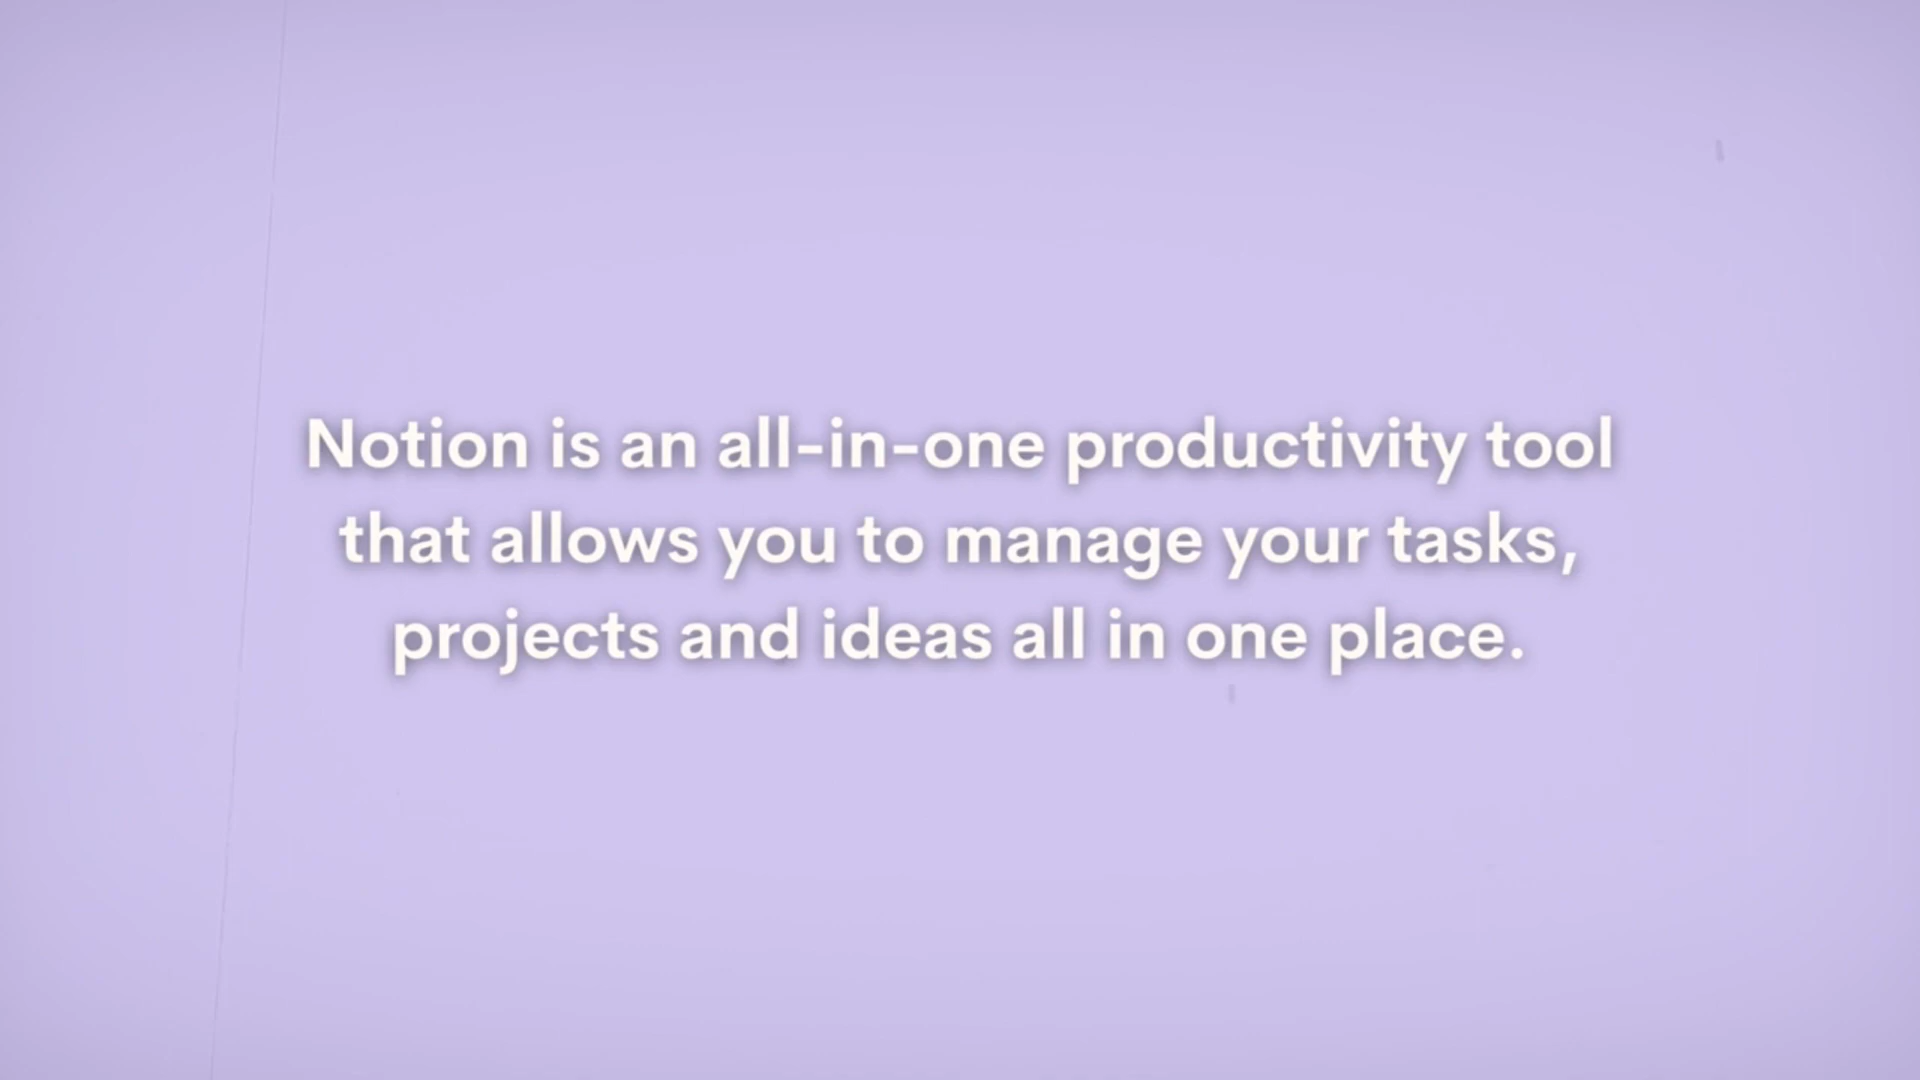 Notion is an all-in-one productivity tool
that allows you to manage your tasks,
projects and ideas all in one place.